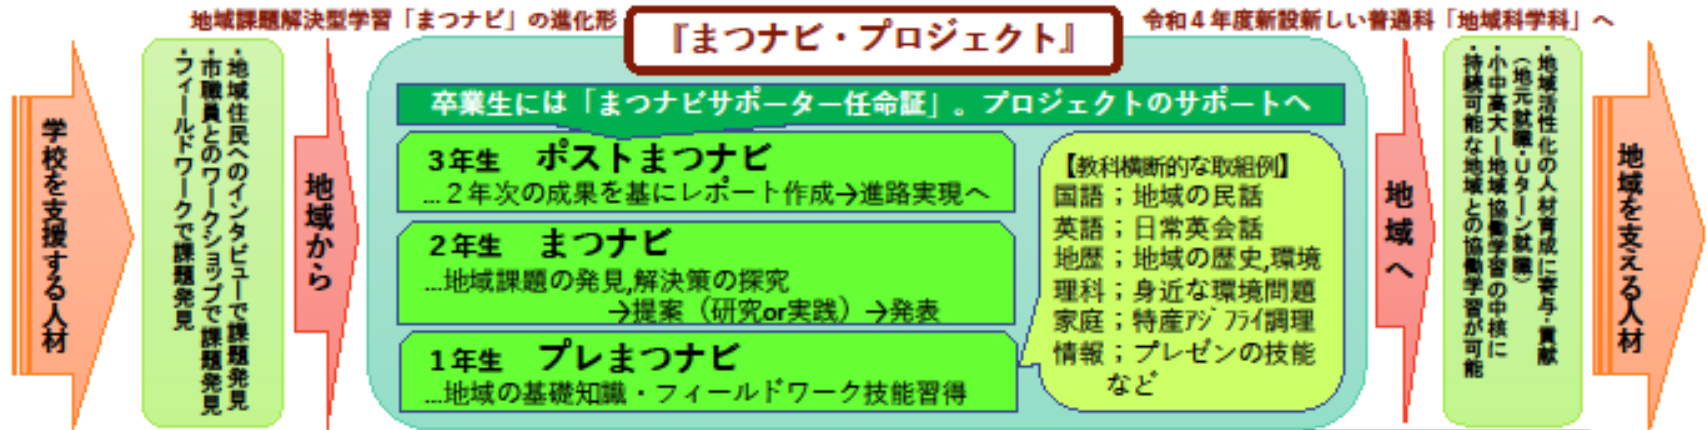 地域課題解決型学習「まつナビ」の進化形
『まつナビ・プロジェクト』
令和４年度新設新しい普通科「地域科学科」へ
学校を支援する人材
・地域住民へのインタビューで課題発見
・市職員とのワークショップで課題発見
・フィールドワークで課題発見
地域から
卒業生には「まつナビサポーター任命証」。プロジェクトのサポートへ
３年生　ポストまつナビ
…２年次の成果を基にレポート作成→進路実現へ
２年生　まつナビ
…地域課題の発見,解決策の探究
→提案（研究or実践）→発表
１年生　プレまつナビ
…地域の基礎知識・フィールドワーク技能習得
【教科横断的な取組例】
国語；地域の民話
英語；日常英会話
地歴；地域の歴史,環境
理科；身近な環境問題
家庭；特産ｱｼﾞﾌﾗｲ調理
情報；プレゼンの技能
など
地域へ
・地域活性化の人材育成に寄与・貢献
（地元就職・Uターン就職）
・小中高大ー地域協働学習の中核に
・持続可能な地域との協働学習が可能
地域を支える人材